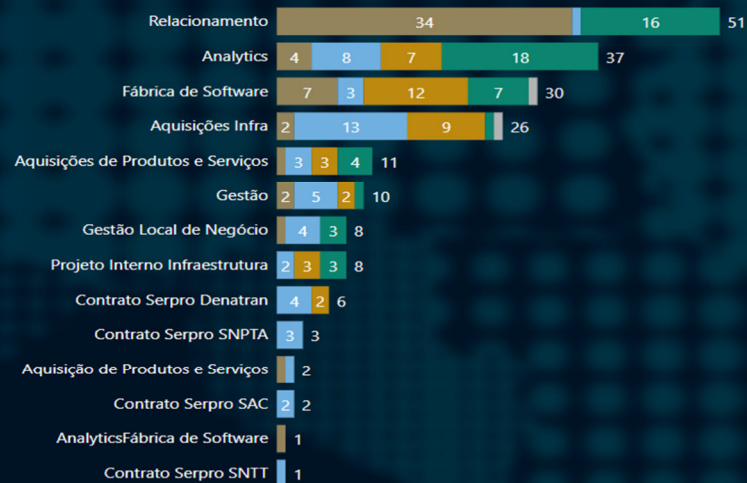 Relacionamento 34 16 51
Analytics 4 8 7 18 37
Fábrica de Software 7 3 12 7 30
Aquisições Infra 2 13 9 26
Aquisições de Produtos e Serviços 3 3 4 11
Gestão 2 5 2 10
Gestão Local de Negócio 4 3 8
Projeto Interno Infraestrutura 2 3 3 8
Contrato Serpro Denatran 4 2 6
Contrato Serpro SNPTA 3 3
Aquisição de Produtos e Serviços 2
Contrato Serpro SAC 2 2
AnalyticsFábrica de Software 1
Contrato Serpro SNTT 1